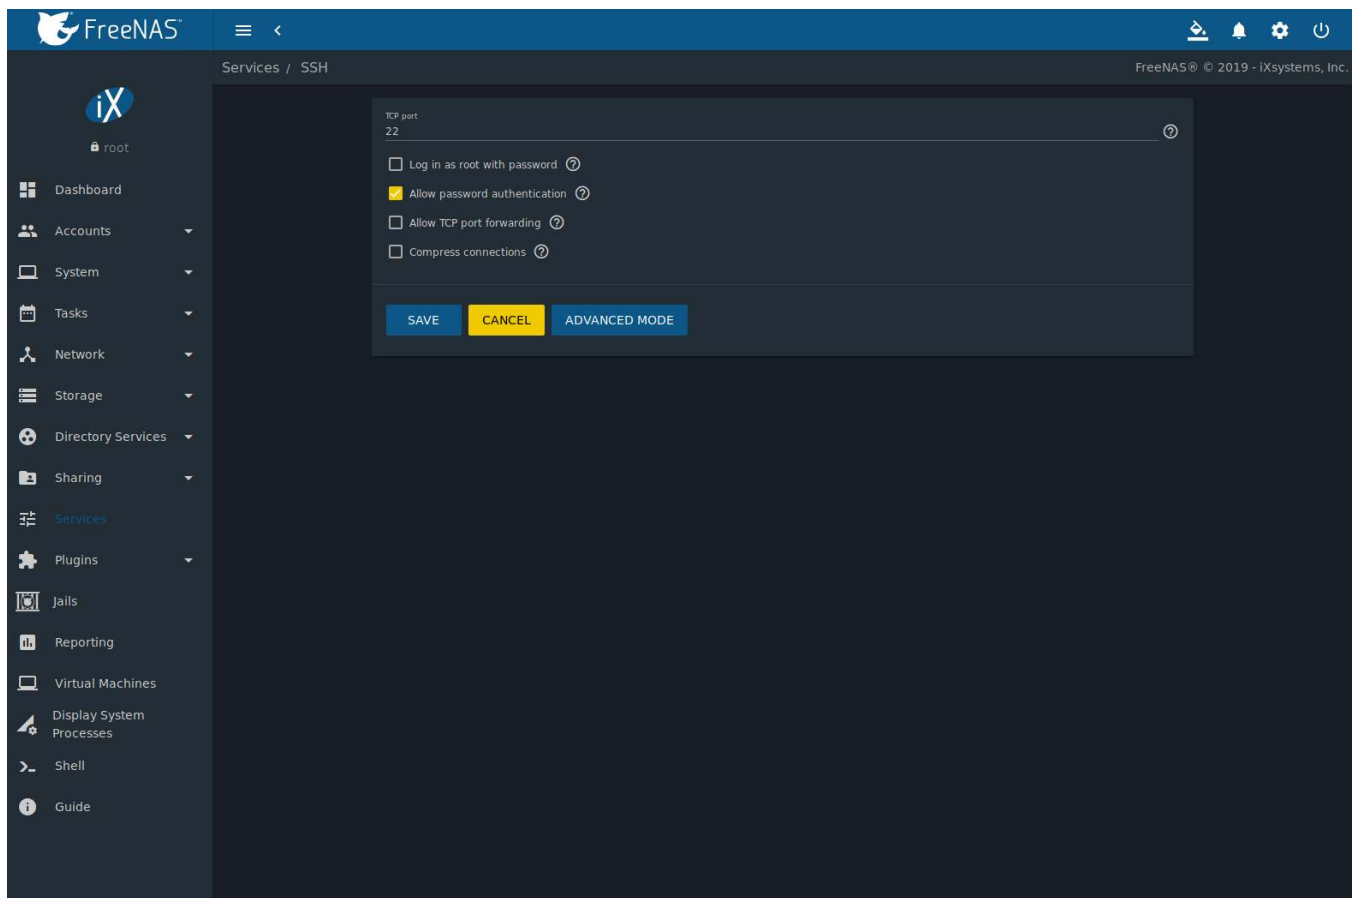 FreeNAS™
Services / SSH
FreeNAS® © 2019 - iXsystems, Inc.
iX
root
Dashboard
Accounts
System
Tasks
Network
Storage
Directory Services
Sharing
Services
Plugins
Jails
Reporting
Virtual Machines
Display System
Processes
Shell
Guide
TCP port
22
Log in as root with password
Allow password authentication
Allow TCP port forwarding
Compress connections
SAVE CANCEL ADVANCED MODE